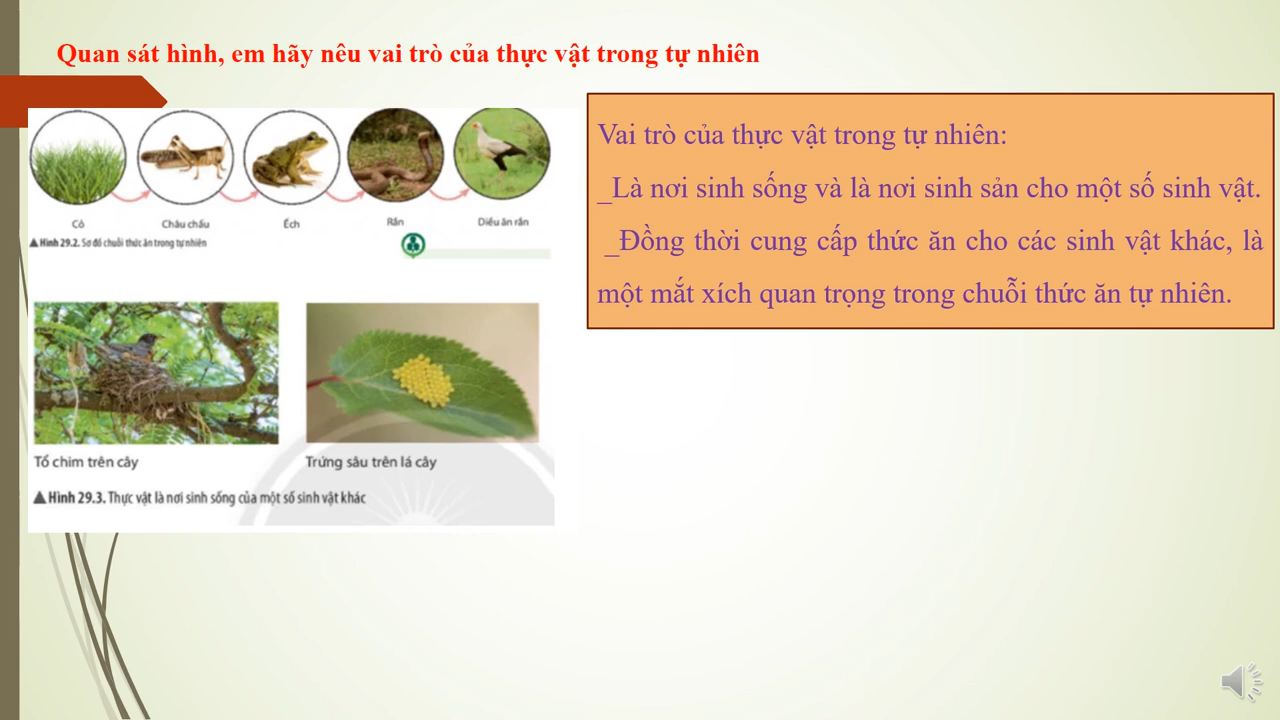 Quan sát hình, em hãy nêu vai trò của thực vật trong tự nhiên
Cỏ
Châu chấu
Ếch
Rắn
Diều ăn rắn
▲Hình 29.2. Sơ đồ chuỗi thức ăn trong tự nhiên
Tổ chim trên cây
Trứng sâu trên lá cây
▲Hình 29.3. Thực vật là nơi sinh sống của một số sinh vật khác
Vai trò của thực vật trong tự nhiên:
_Là nơi sinh sống và là nơi sinh sản cho một số sinh vật.
_Đồng thời cung cấp thức ăn cho các sinh vật khác, là
một mắt xích quan trọng trong chuỗi thức ăn tự nhiên.